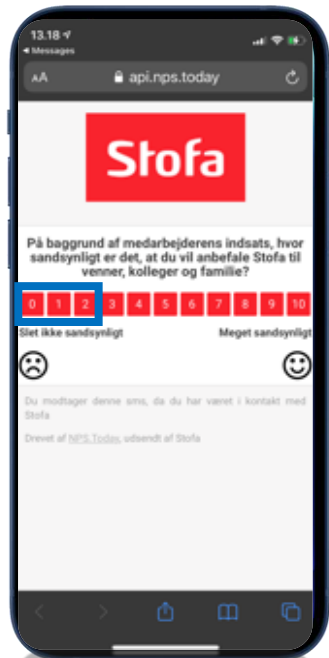 13.18
◂ Messages
AA api.nps.today
Stofa
På baggrund af medarbejderens indsats, hvor
sandsynligt er det, at du vil anbefale Stofa til
venner, kolleger og familie?
0 1 2 3 4 5 6 7 8 9 10
Slet ikke sandsynligt Meget sandsynligt
Du modtager denne sms, da du har været i kontakt med
Stofa
Drevet af NPS.Today, udsendt af Stofa